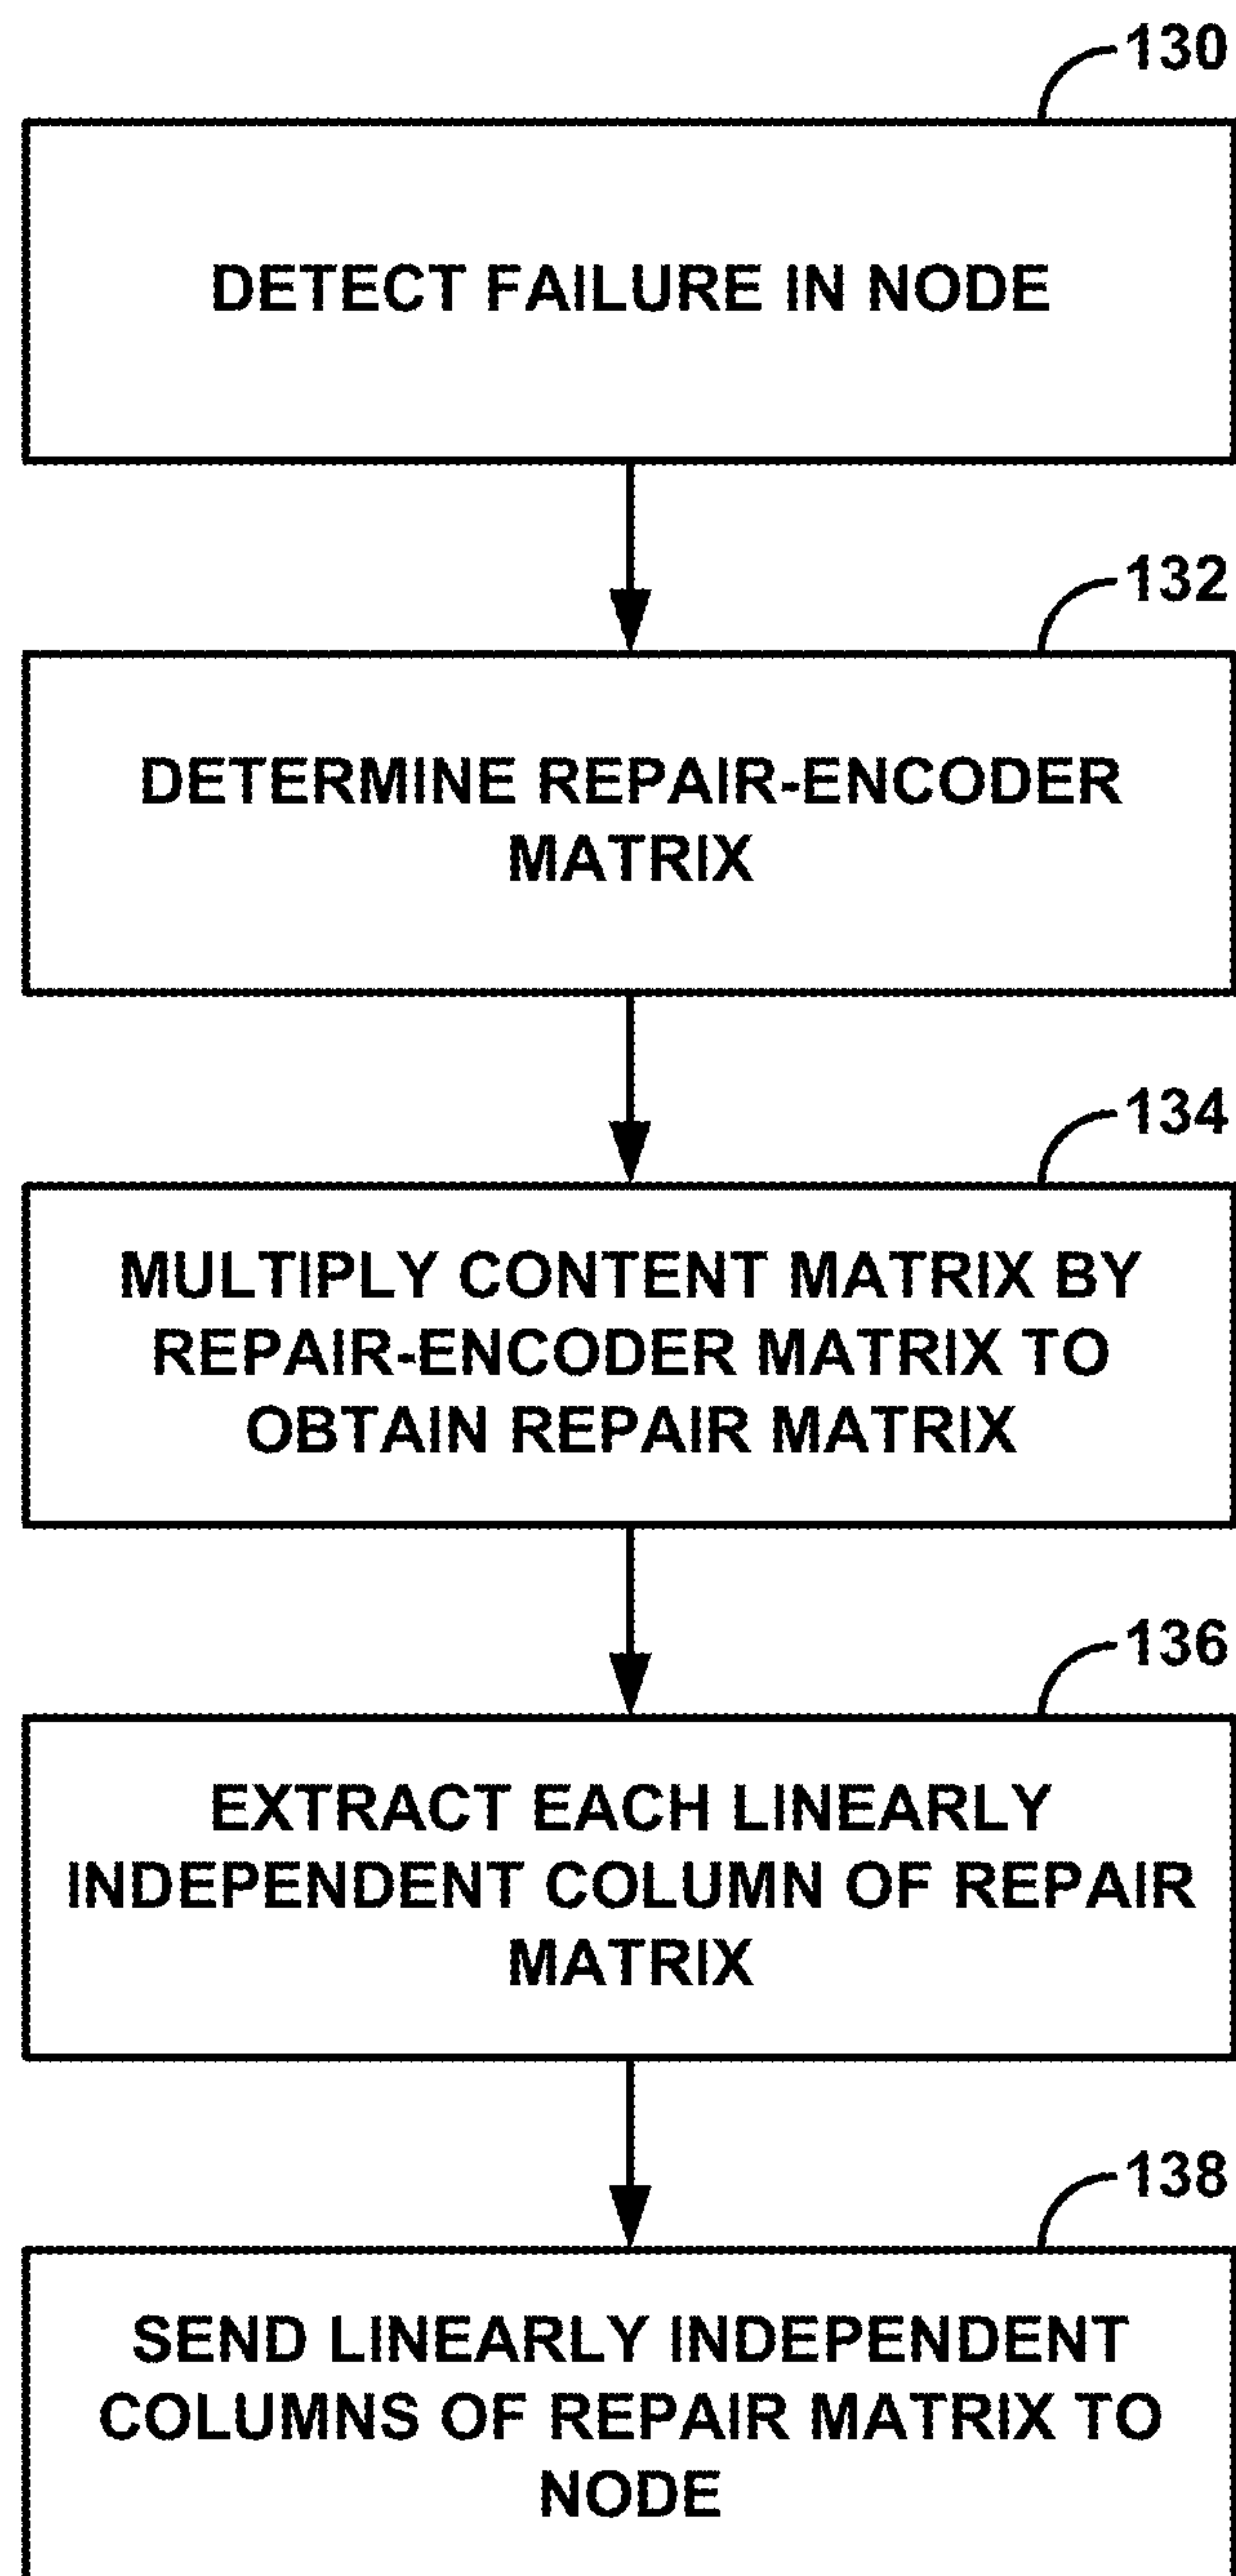 130
DETECT FAILURE IN NODE
132
DETERMINE REPAIR-ENCODER
MATRIX
134
MULTIPLY CONTENT MATRIX BY
REPAIR-ENCODER MATRIX TO
OBTAIN REPAIR MATRIX
136
EXTRACT EACH LINEARLY
INDEPENDENT COLUMN OF REPAIR
MATRIX
138
SEND LINEARLY INDEPENDENT
COLUMNS OF REPAIR MATRIX TO
NODE